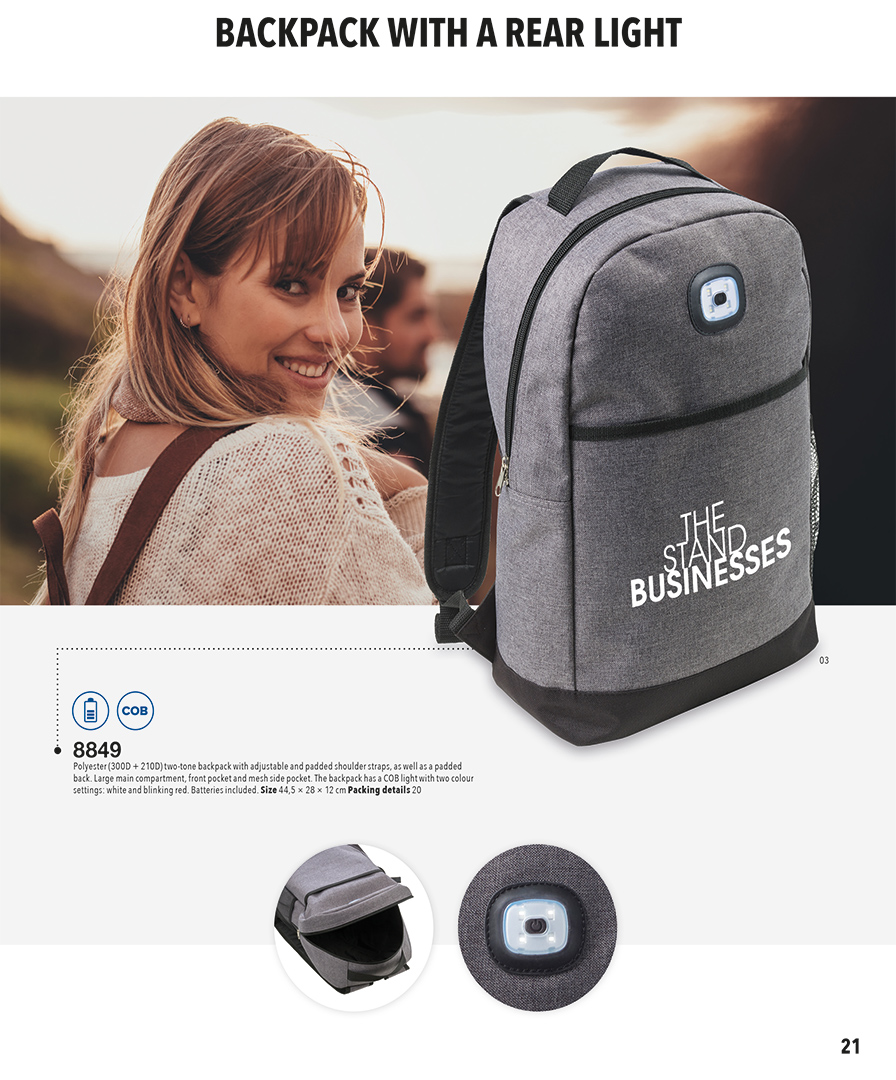 BACKPACK WITH A REAR LIGHT
THE
STAND
BUSINESSES
03
COB
8849
Polyester (300D + 210D) two-tone backpack with adjustable and padded shoulder straps, as well as a padded
back. Large main compartment, front pocket and mesh side pocket. The backpack has a COB light with two colour
settings: white and blinking red. Batteries included. Size 44,5 × 28 × 12 cm Packing details 20
21